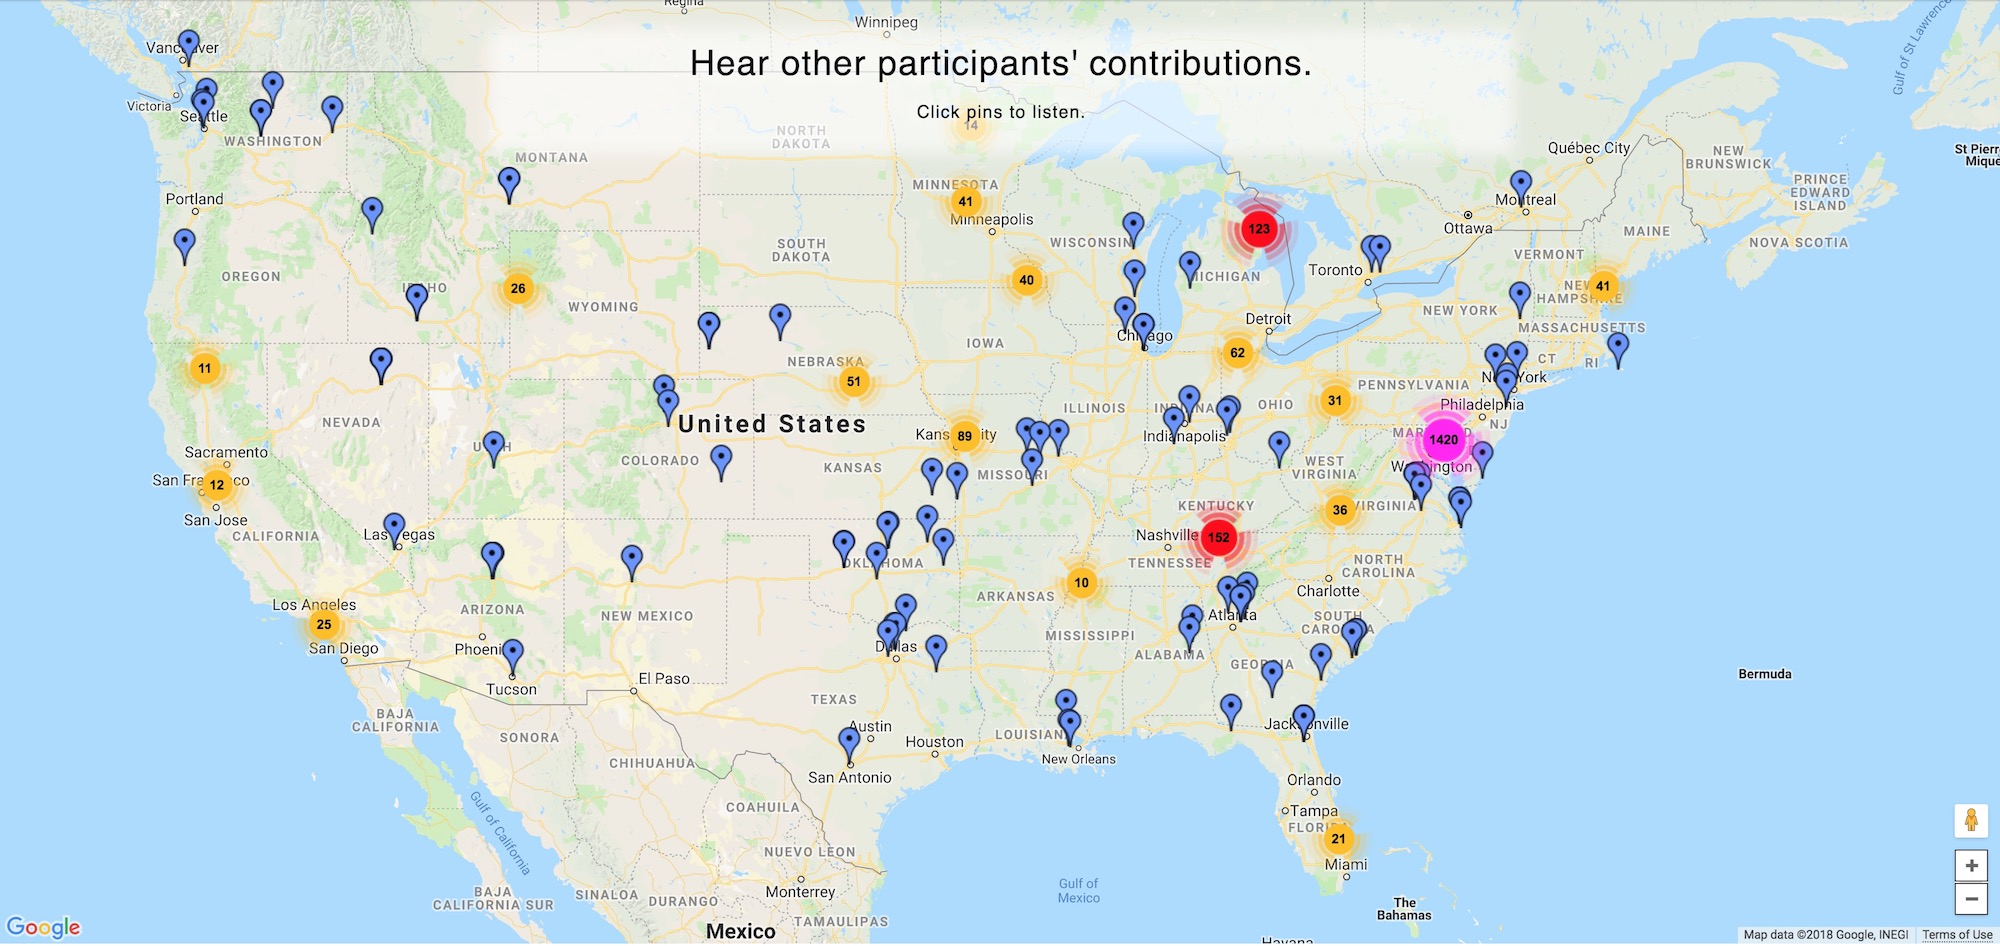 Regina
Winnipeg
Hear other participants' contributions.
Click pins to listen.
Vancouver
Victoria
Seattle
WASHINGTON
MONTANA
NORTH
DAKOTA
14
Québec City
NEW
BRUNSWICK
St Pierr
Mique
PRINCE
EDWARD
ISLAND
Gulf of St Lawrence
Portland
MINNESOTA
41
Minneapolis
WISCONSIN
123
Montreal
Ottawa
MAINE
NOVA SCOTIA
SOUTH
DAKOTA
OREGON
IDAHO
26
WYOMING
40
MICHIGAN
Toronto
VERMONT
41
NEW
HAMPSHIRE
NEW YORK
Detroit
MASSACHUSETTS
Chicago
IOWA
62
CT
RI
11
NEBRASKA
51
PENNSYLVANIA
New York
NEVADA
United States
ILLINOIS
INDIANA
OHIO
31
Philadelphia
NJ
Kansas City
89
Indianapolis
MARYLAND
1420
Washington
Sacramento
UTAH
COLORADO
KANSAS
MISSOURI
WEST
VIRGINIA
San Francisco
12
San Jose
CALIFORNIA
KENTUCKY
36
VIRGINIA
Las Vegas
Nashville
152
TENNESSEE
OKLAHOMA
NORTH
CAROLINA
Charlotte
10
ARKANSAS
Los Angeles
25
San Diego
ARIZONA
NEW MEXICO
Atlanta
SOUTH
CAROLINA
MISSISSIPPI
Phoenix
Dallas
ALABAMA
GEORGIA
Tucson
El Paso
TEXAS
Bermuda
BAJA
CALIFORNIA
SONORA
Austin
Houston
LOUISIANA
Jacksonville
New Orleans
CHIHUAHUA
San Antonio
Orlando
Gulf of California
COAHUILA
Tampa
FLORIDA
21
NUEVO LEON
Miami
Monterrey
BAJA
CALIFORNIA SUR
SINALOA
DURANGO
Gulf of
Mexico
The
Bahamas
TAMAULIPAS
Mexico
Havana
Google
+
−
Map data ©2018 Google, INEGI
Terms of Use